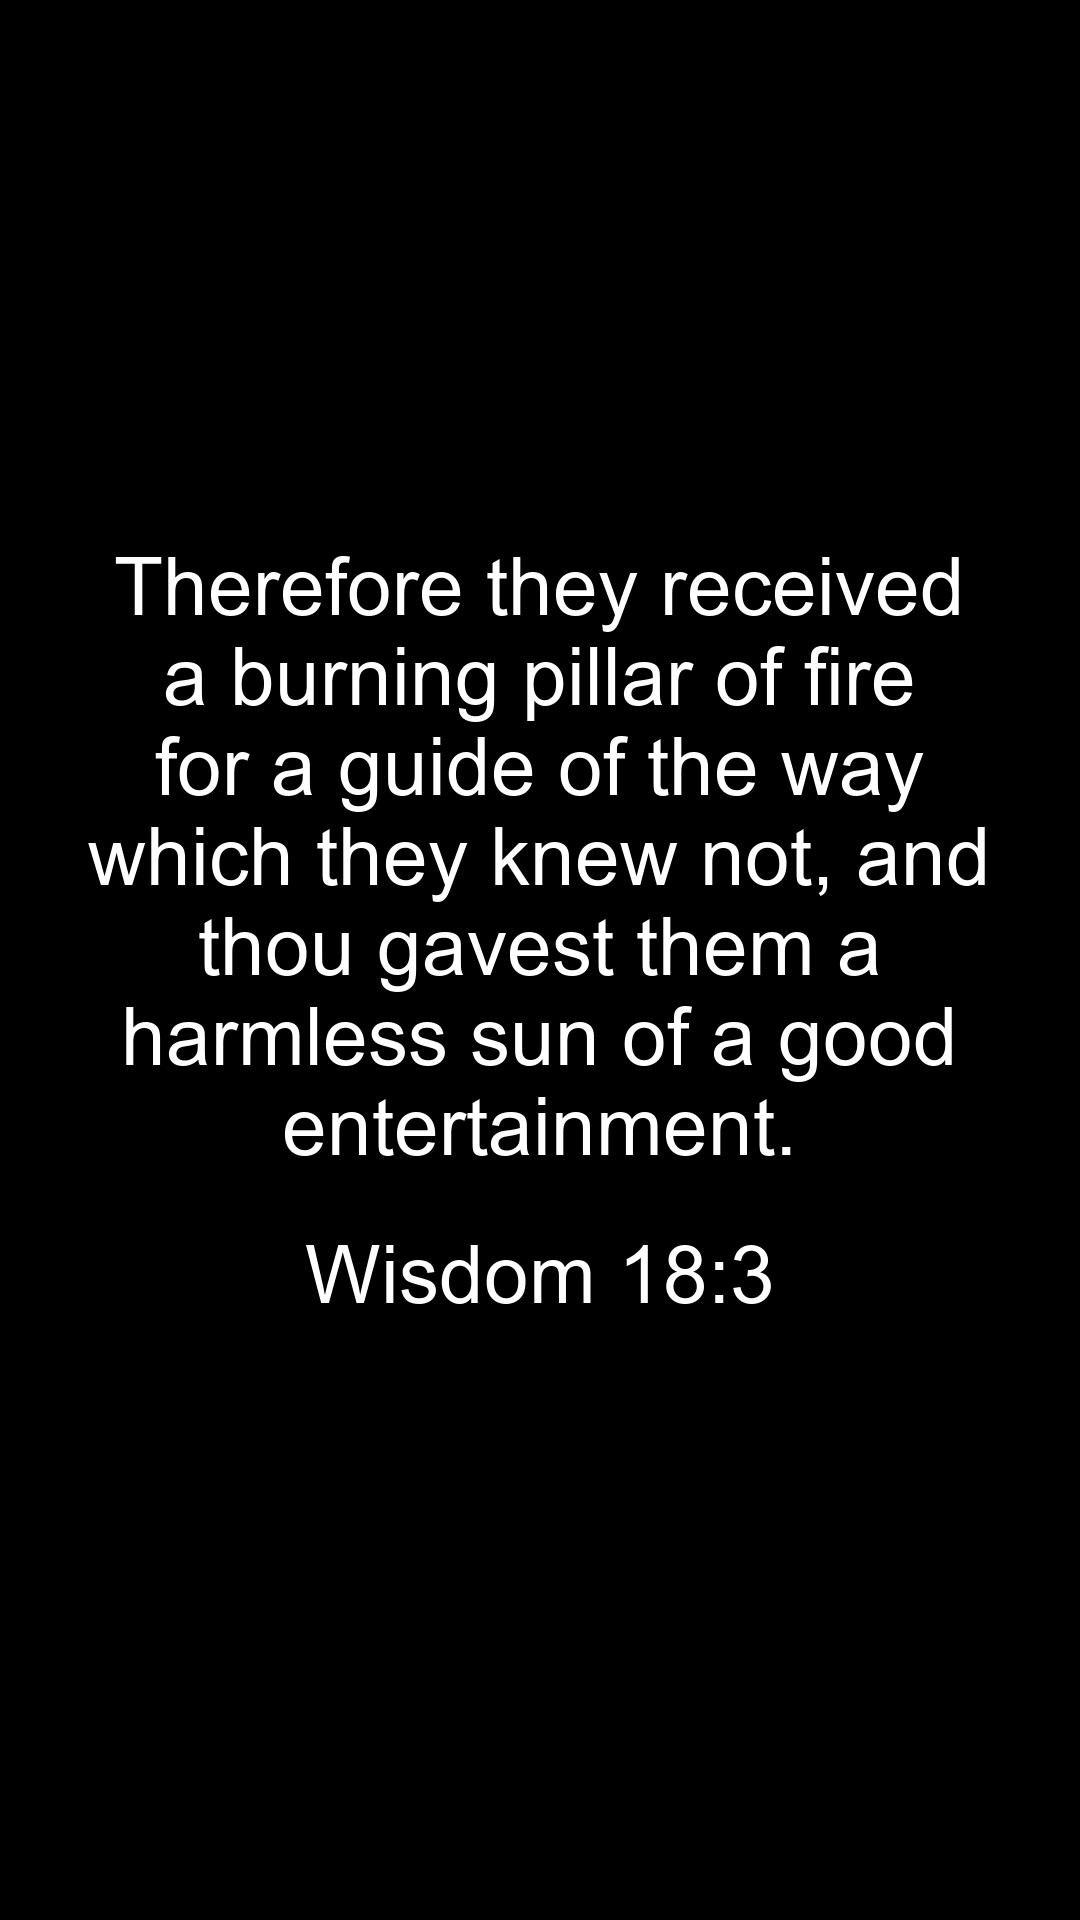 Therefore they received
a burning pillar of fire
for a guide of the way
which they knew not, and
thou gavest them a
harmless sun of a good
entertainment.
Wisdom 18:3